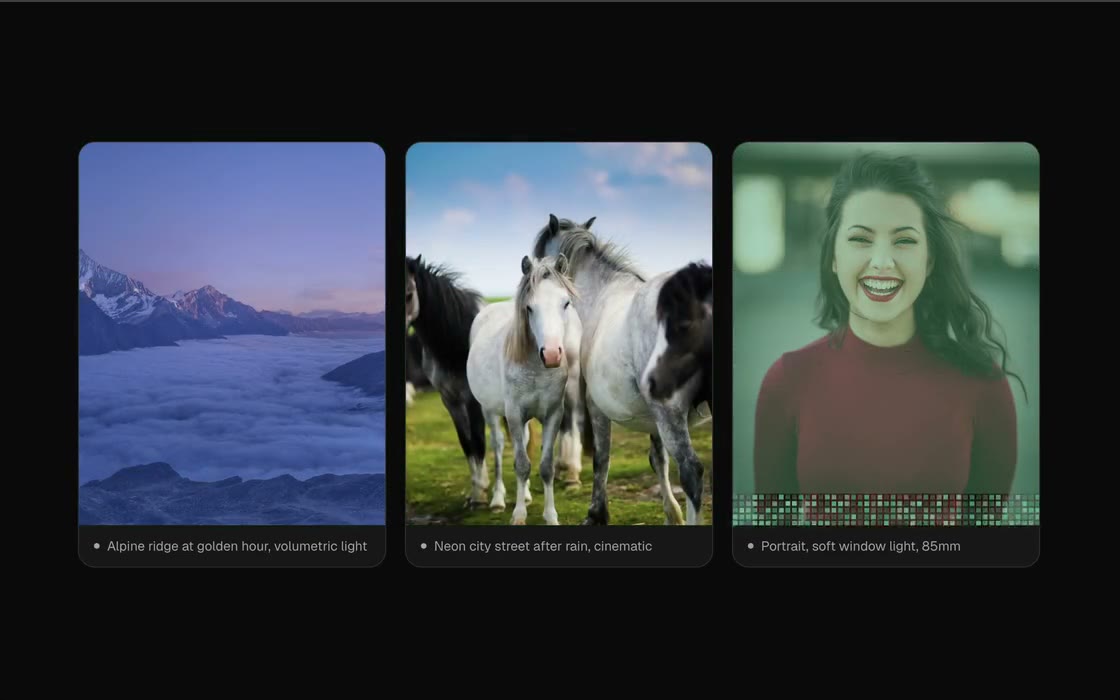 Alpine ridge at golden hour, volumetric light
Neon city street after rain, cinematic
Portrait, soft window light, 85mm